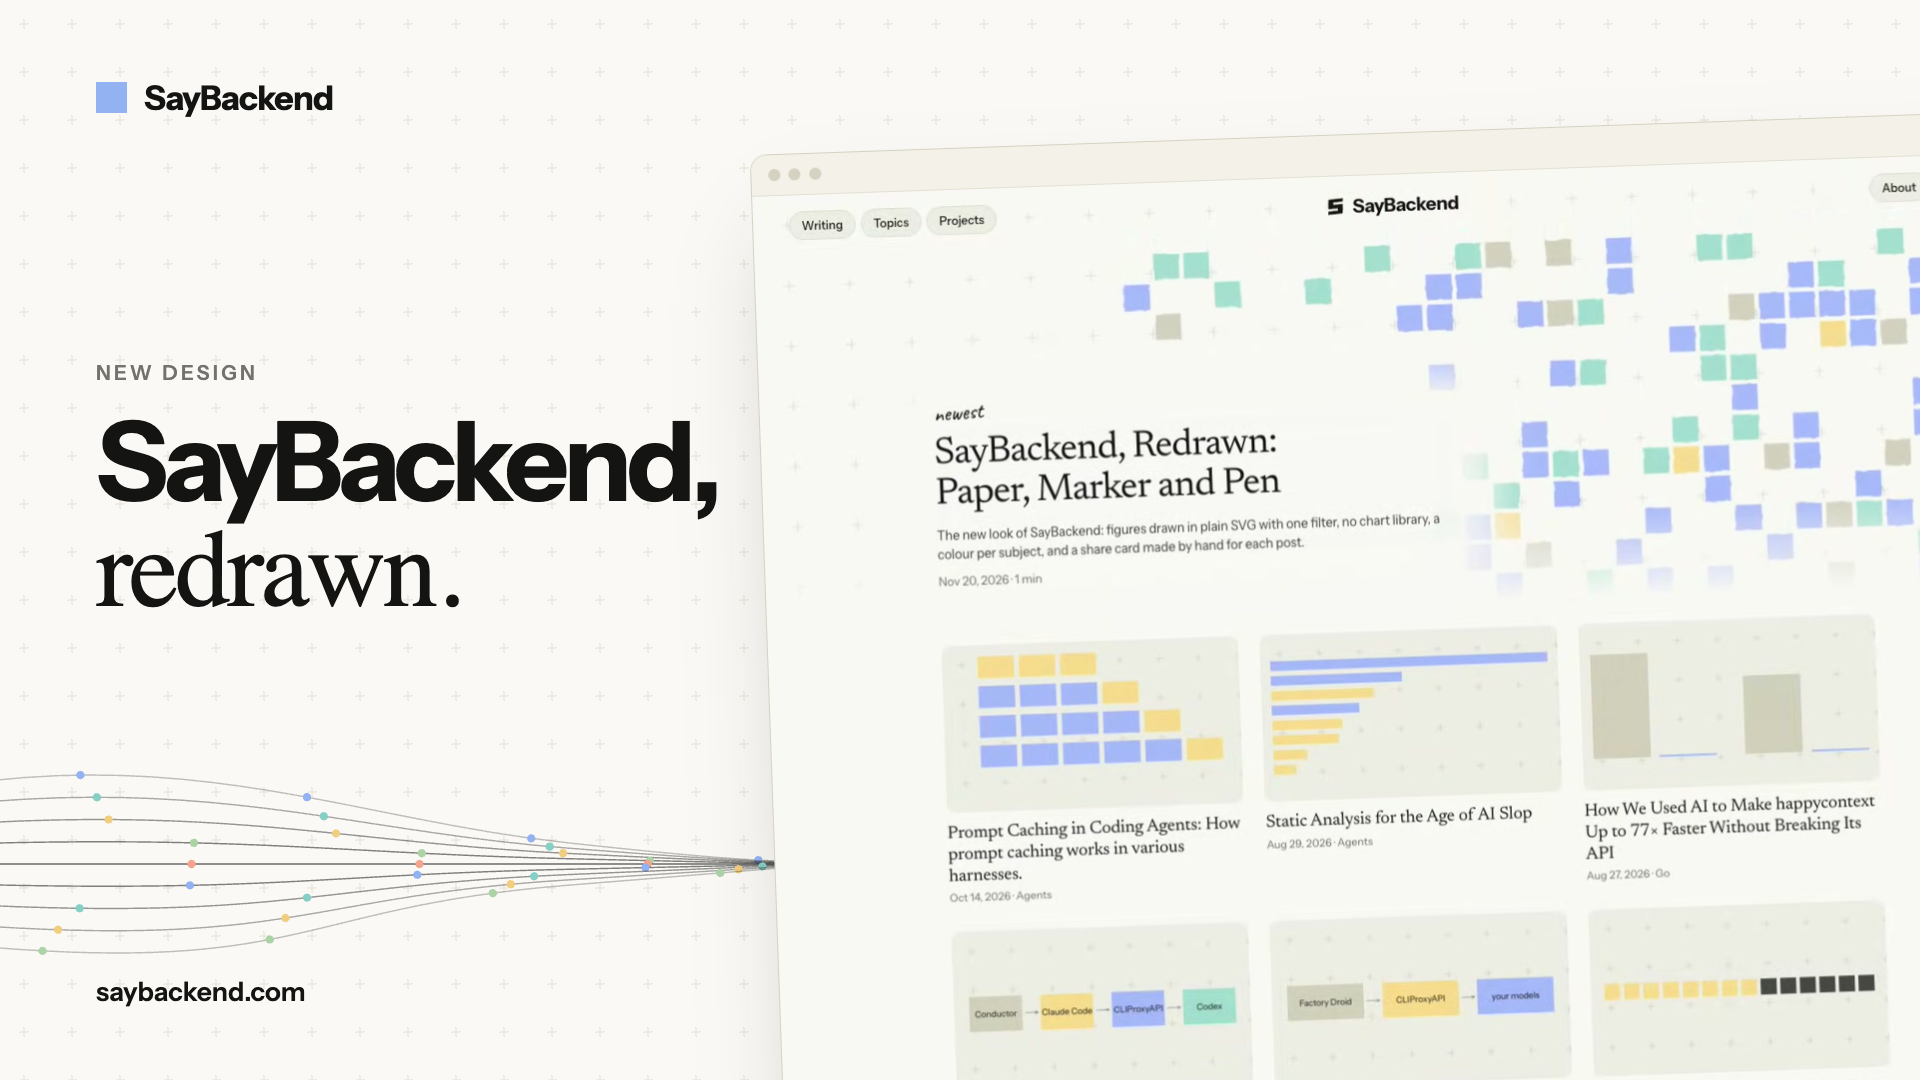 SayBackend
NEW DESIGN
SayBackend,
redrawn.
saybackend.com
Writing
Topics
Projects
SayBackend
About
newest
SayBackend, Redrawn:
Paper, Marker and Pen
The new look of SayBackend: figures drawn in plain SVG with one filter, no chart library, a
colour per subject, and a share card made by hand for each post.
Nov 20, 2026 · 1 min
Prompt Caching in Coding Agents: How
prompt caching works in various
harnesses.
Oct 14, 2026 · Agents
Static Analysis for the Age of AI Slop
Aug 29, 2026 · Agents
How We Used AI to Make happycontext
Up to 77× Faster Without Breaking Its
API
Aug 27, 2026 · Go
Conductor
Claude Code
CLIProxyAPI
Codex
Factory Droid
CLIProxyAPI
your models